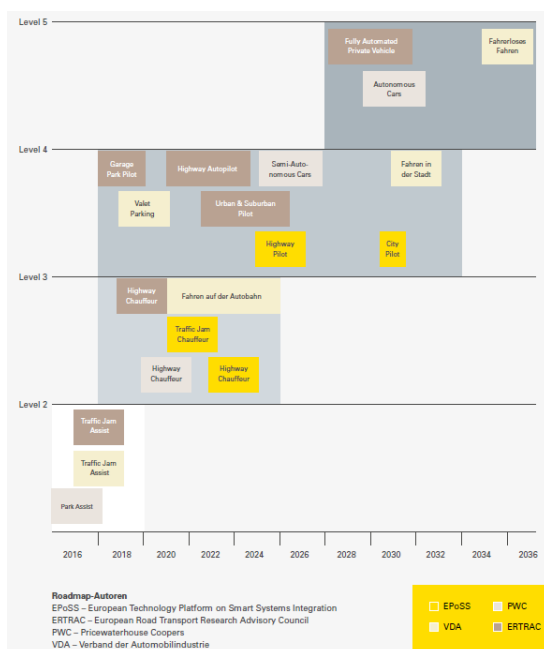 Level 5
Fully Automated
Private Vehicle
Fahrerloses
Fahren
Autonomous
Cars
Level 4
Garage
Park Pilot
Highway Autopilot
Semi-Auto-
nomous Cars
Fahren in
der Stadt
Valet
Parking
Urban & Suburban
Pilot
Highway
Pilot
City
Pilot
Level 3
Highway
Chauffeur
Fahren auf der Autobahn
Traffic Jam
Chauffeur
Highway
Chauffeur
Highway
Chauffeur
Level 2
Traffic Jam
Assist
Traffic Jam
Assist
Park Assist
2016 2018 2020 2022 2024 2026 2028 2030 2032 2034 2036
Roadmap-Autoren
EPoSS – European Technology Platform on Smart Systems Integration
ERTRAC – European Road Transport Research Advisory Council
PWC – Pricewaterhouse Coopers
VDA – Verband der Automobilindustrie
EPoSS PWC
VDA ERTRAC